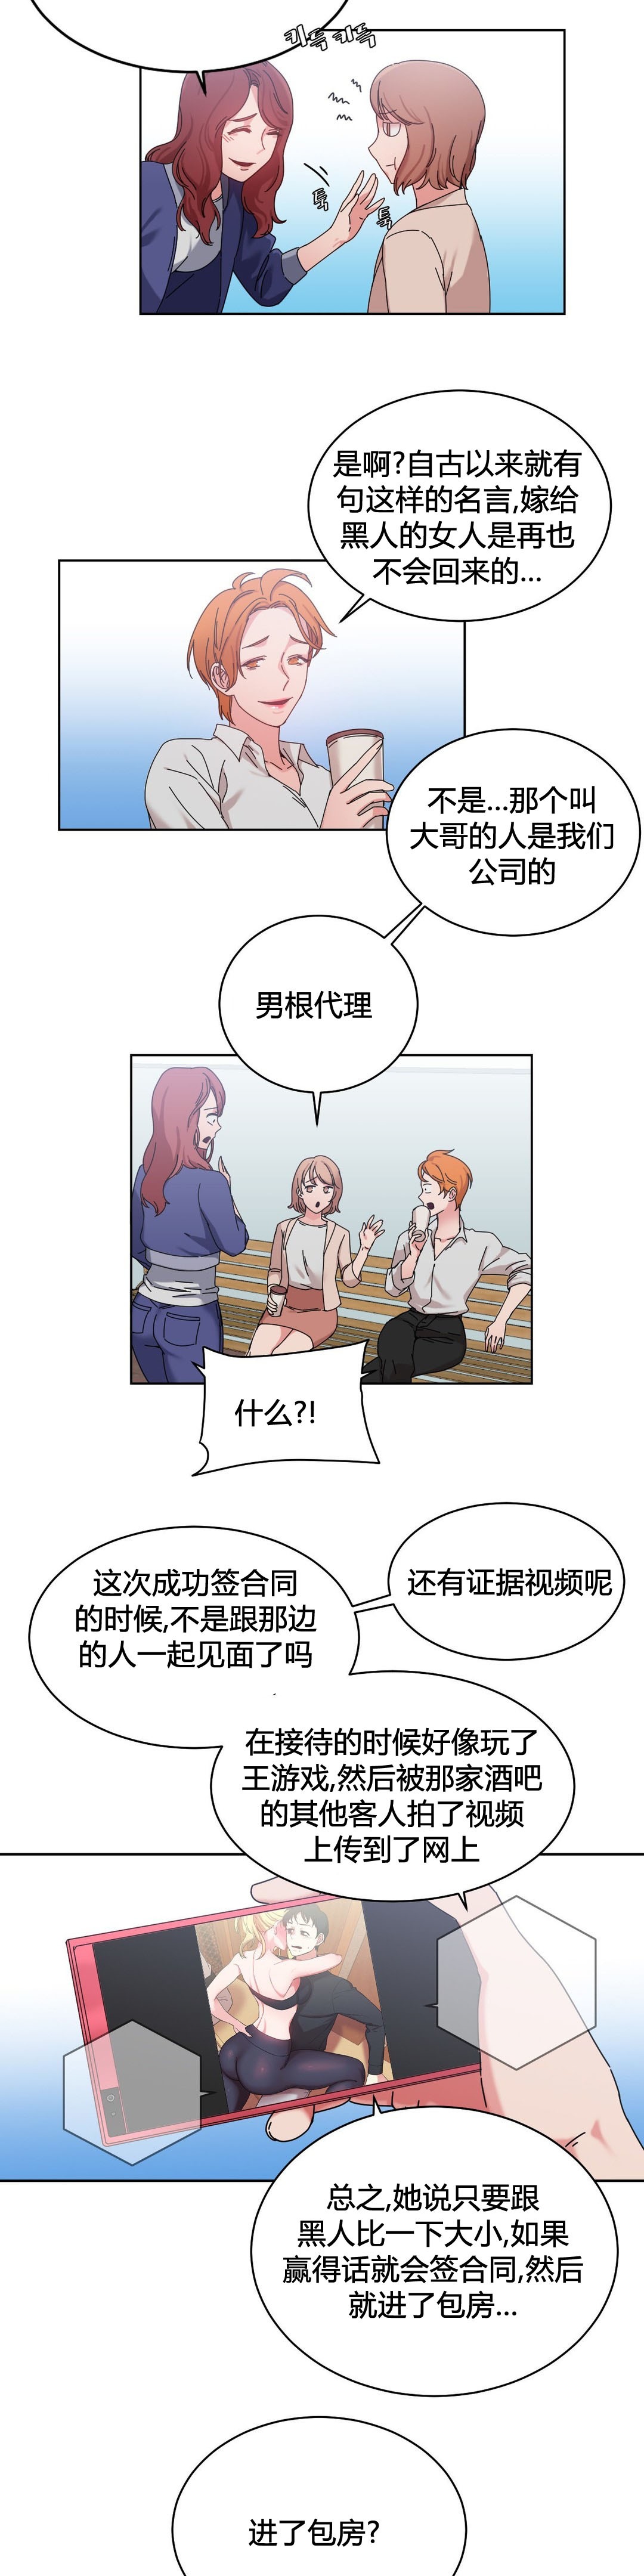 키득키득
툭
툭
是啊?自古以来就有
句这样的名言,嫁给
黑人的女人是再也
不会回来的...
不是...那个叫
大哥的人是我们
公司的
男根代理
什么?!
还有证据视频呢
这次成功签合同
的时候,不是跟那边
的人一起见面了吗
在接待的时候好像玩了
王游戏,然后被那家酒吧
的其他客人拍了视频
上传到了网上
总之,她说只要跟
黑人比一下大小,如果
赢得话就会签合同,然后
就进了包房...
进了包房?